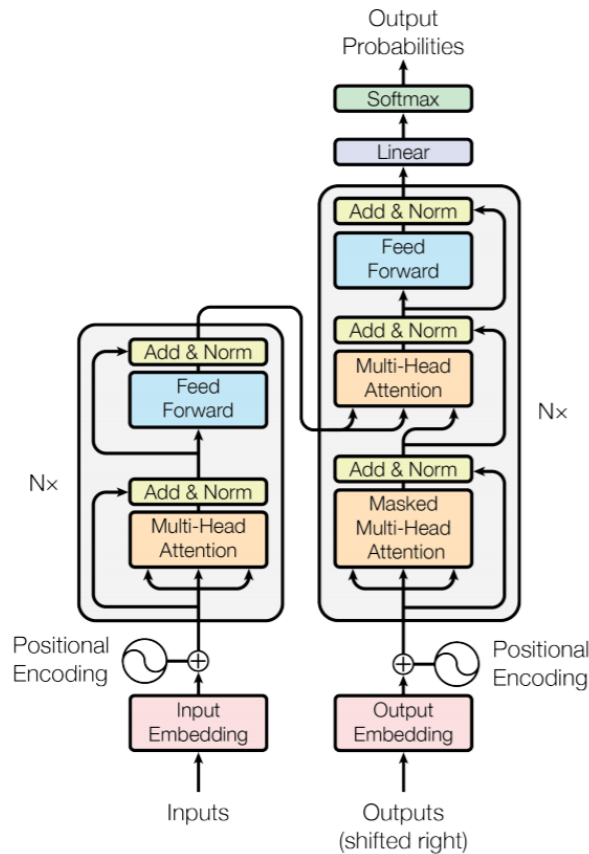 Output
Probabilities
Softmax
Linear
Add & Norm
Feed
Forward
Add & Norm
Multi-Head
Attention
Add & Norm
Masked
Multi-Head
Attention
N×
Add & Norm
Feed
Forward
Add & Norm
Multi-Head
Attention
N×
Positional
Encoding
Input
Embedding
Inputs
Positional
Encoding
Output
Embedding
Outputs
(shifted right)